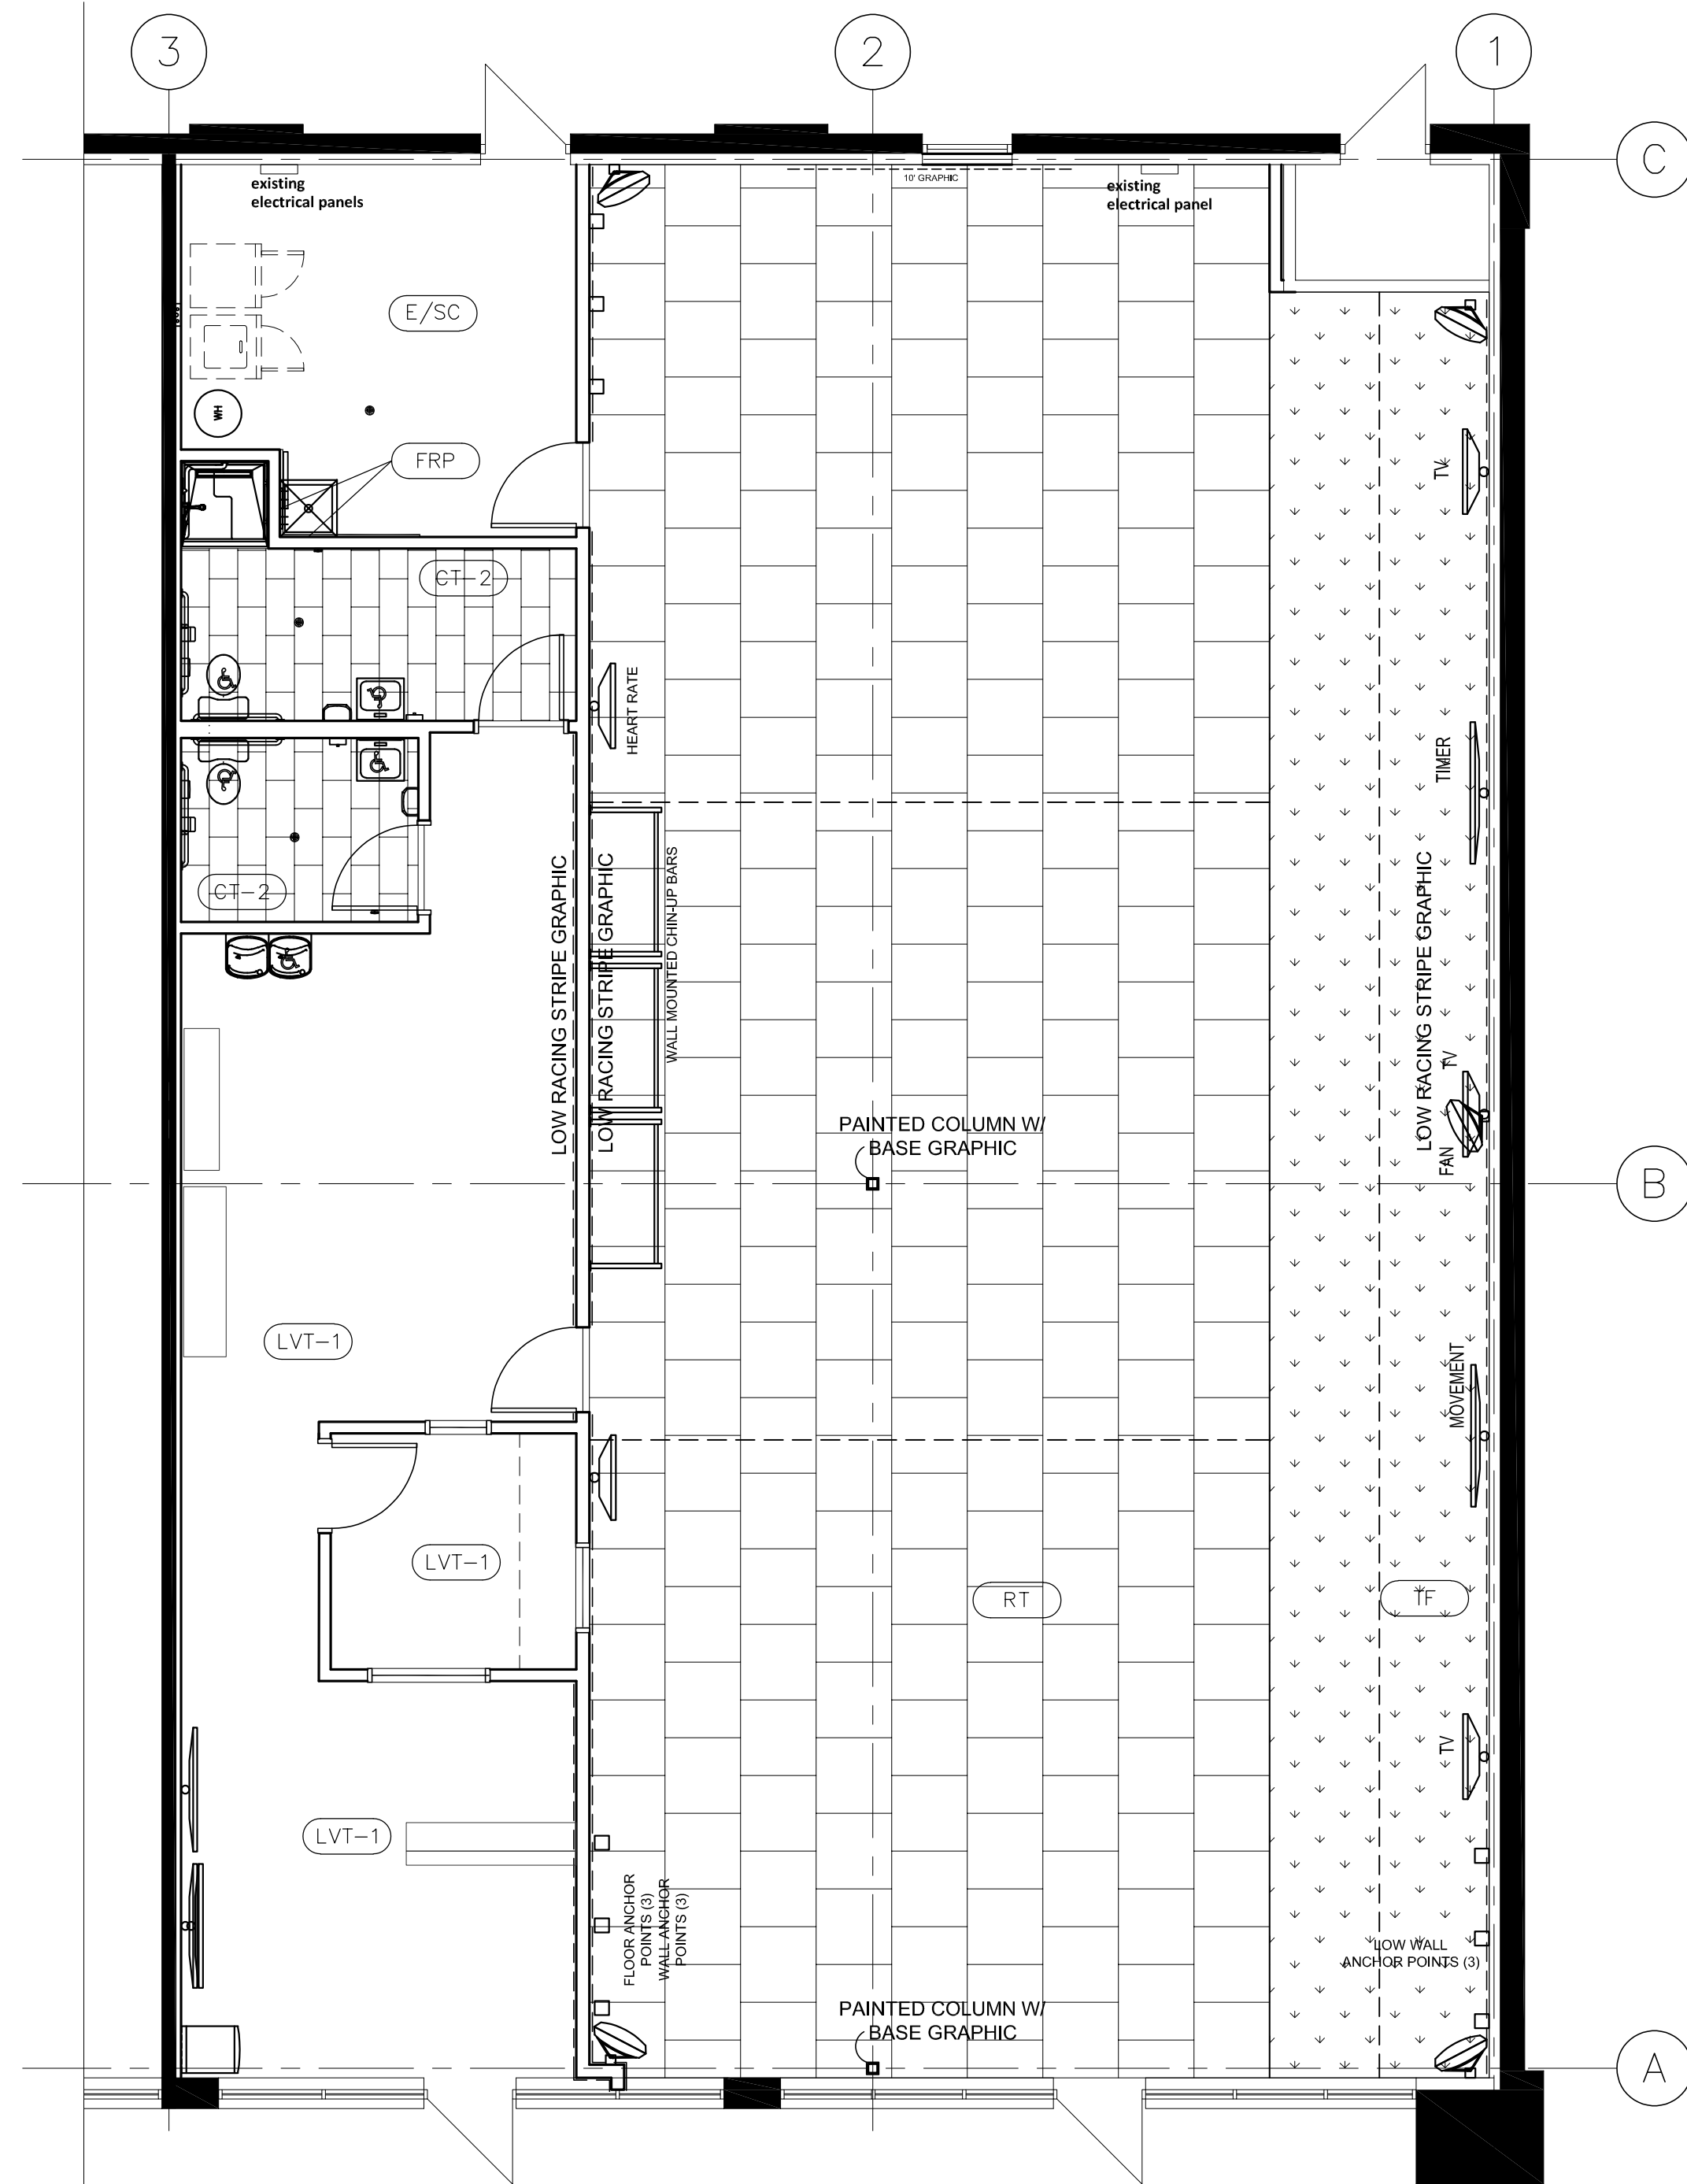 3
2
1
C
existing
electrical panels
10' GRAPHIC
existing
electrical panel
E/SC
WH
FRP
TV
CT-2
HEART RATE
TIMER
CT-2
LOW RACING STRIPE GRAPHIC
LOW RACING STRIPE GRAPHIC
WALL MOUNTED CHIN-UP BARS
LOW RACING STRIPE GRAPHIC
TV
FAN
PAINTED COLUMN W/
BASE GRAPHIC
B
LVT-1
MOVEMENT
LVT-1
RT
TF
TV
LVT-1
FLOOR ANCHOR
POINTS (3)
WALL ANCHOR
POINTS (3)
LOW WALL
ANCHOR POINTS (3)
PAINTED COLUMN W/
BASE GRAPHIC
A